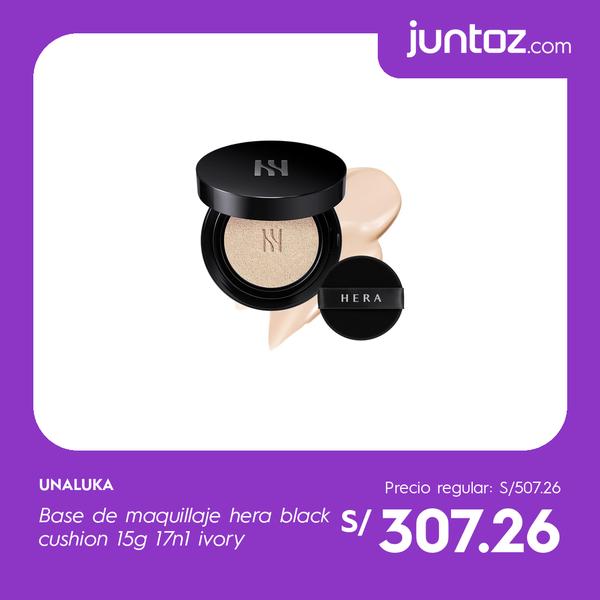 juntoz.com
HERA
UNALUKA
Base de maquillaje hera black
cushion 15g 17n1 ivory
Precio regular: S/507.26
S/ 307.26